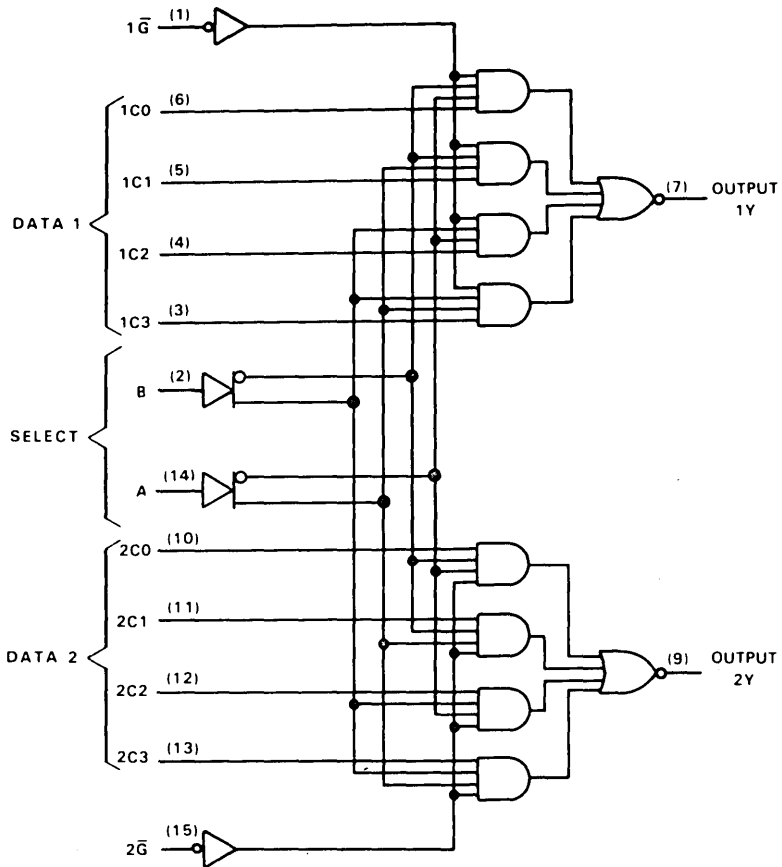 1G̅ (1)
1C0 (6)
1C1 (5)
DATA 1
1C2 (4)
1C3 (3)
(7) OUTPUT
1Y
B (2)
SELECT
A (14)
2C0 (10)
2C1 (11)
DATA 2
2C2 (12)
2C3 (13)
(9) OUTPUT
2Y
2G̅ (15)